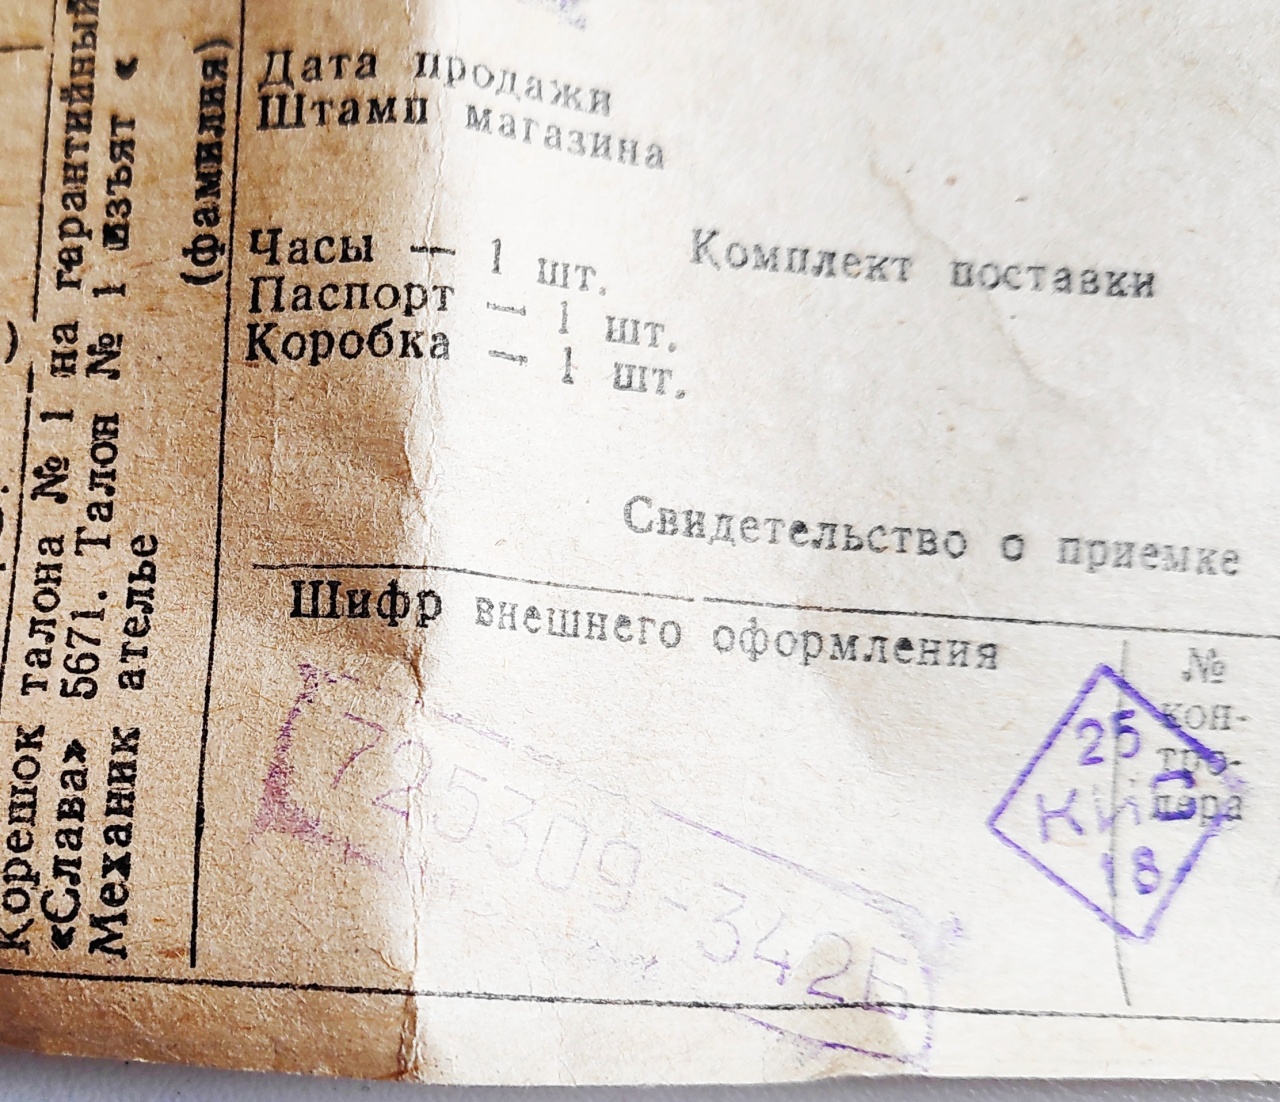 Корешок талона № 1 на гарантийный
«Слава» 5671. Талон № 1 изъят «
Механик ателье
(фамилия)
Дата продажи
Штамп магазина
Комплект поставки
Часы — 1 шт.
Паспорт — 1 шт.
Коробка — 1 шт.
Свидетельство о приемке
Шифр внешнего оформления
№
кон-
тро-
лера
725309-342Б
25
КиС
18